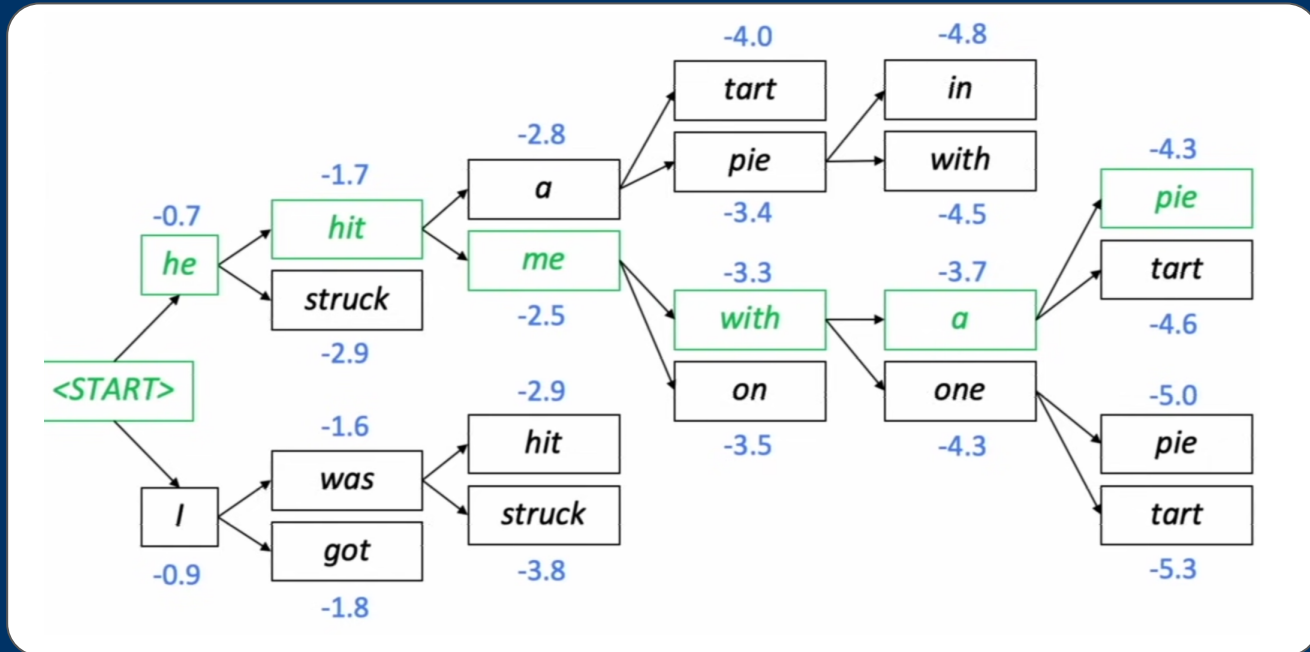 -4.0
-4.8
tart
in
-2.8
-4.3
pie
with
-1.7
a
pie
-0.7
hit
-3.4
-4.5
he
me
-3.3
-3.7
tart
struck
-2.5
with
a
-4.6
-2.9
<START>
-2.9
on
one
-5.0
-1.6
hit
-3.5
-4.3
pie
was
I
struck
tart
got
-0.9
-3.8
-5.3
-1.8